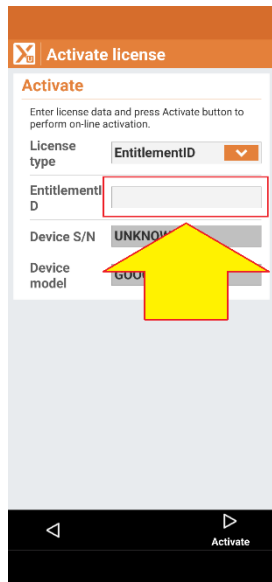 Activate license
Activate
Enter license data and press Activate button to
perform on-line activation.
License
type
EntitlementID
EntitlementI
D
Device S/N
Device
model
Activate